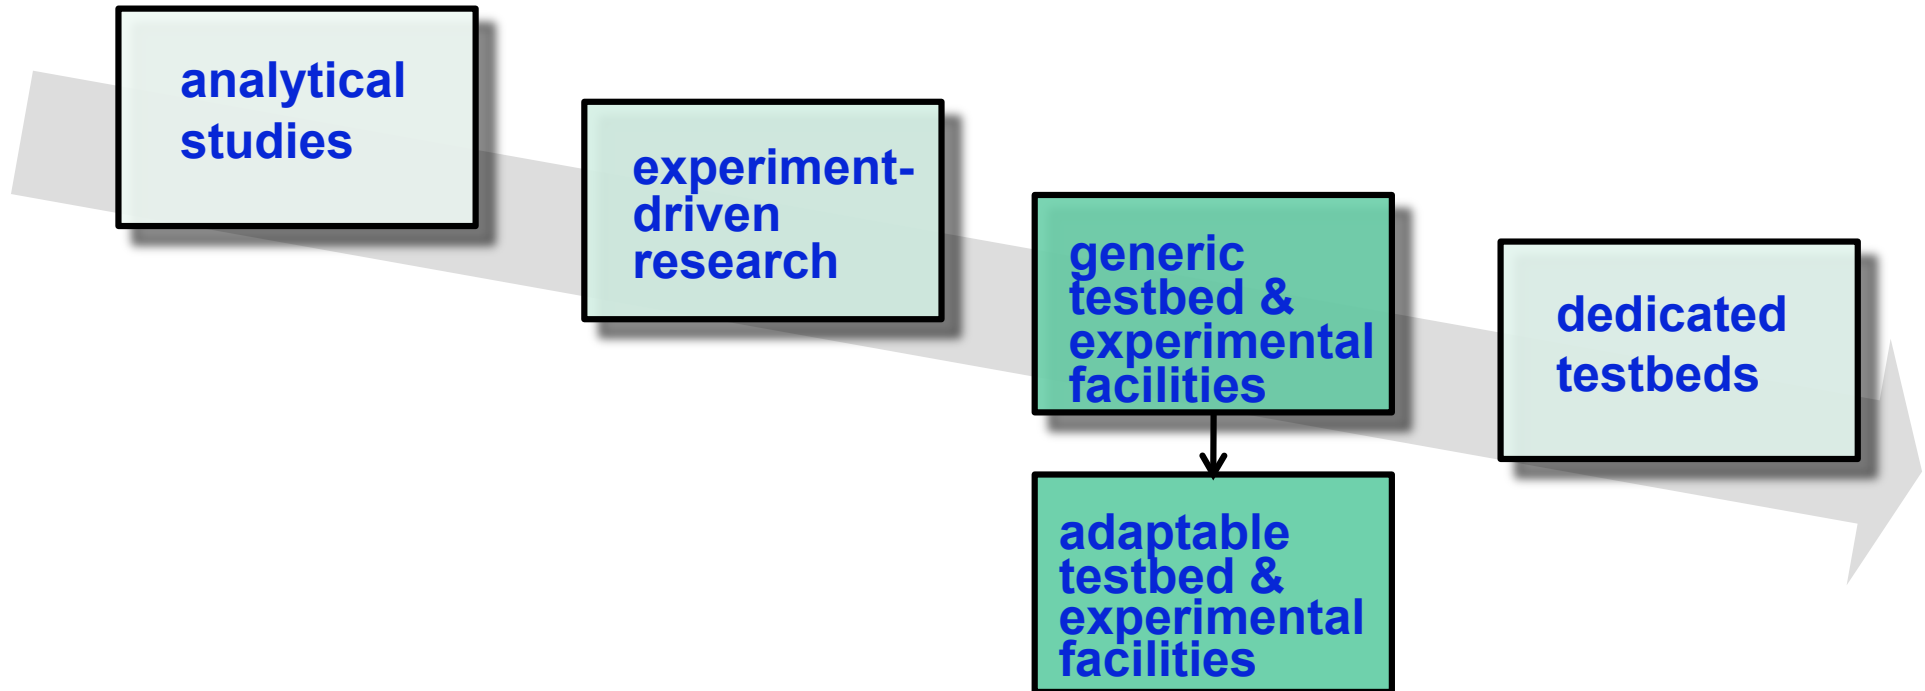 analytical
studies
experiment-
driven
research
generic
testbed &
experimental
facilities
dedicated
testbeds
adaptable
testbed &
experimental
facilities